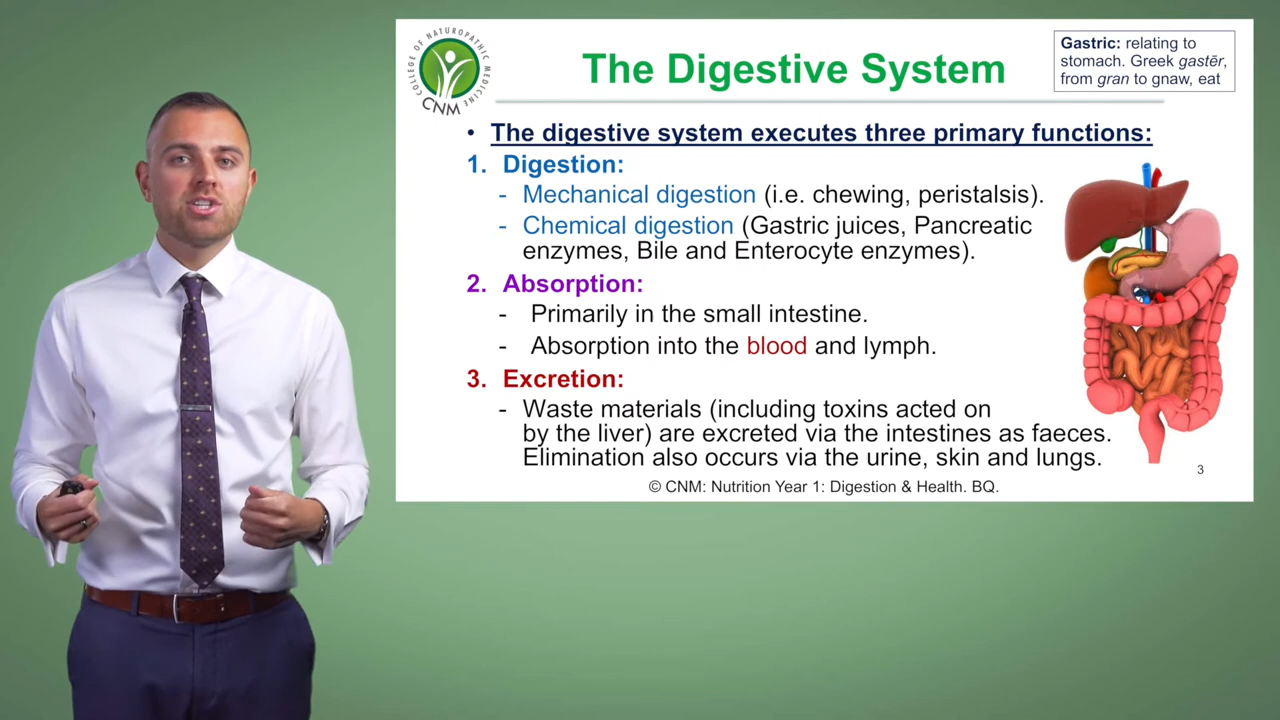 COLLEGE OF NATUROPATHIC MEDICINE
CNM
The Digestive System
Gastric: relating to
stomach. Greek gastēr,
from gran to gnaw, eat
• The digestive system executes three primary functions:
1. Digestion:
- Mechanical digestion (i.e. chewing, peristalsis).
- Chemical digestion (Gastric juices, Pancreatic
enzymes, Bile and Enterocyte enzymes).
2. Absorption:
- Primarily in the small intestine.
- Absorption into the blood and lymph.
3. Excretion:
- Waste materials (including toxins acted on
by the liver) are excreted via the intestines as faeces.
Elimination also occurs via the urine, skin and lungs.
3
© CNM: Nutrition Year 1: Digestion & Health. BQ.